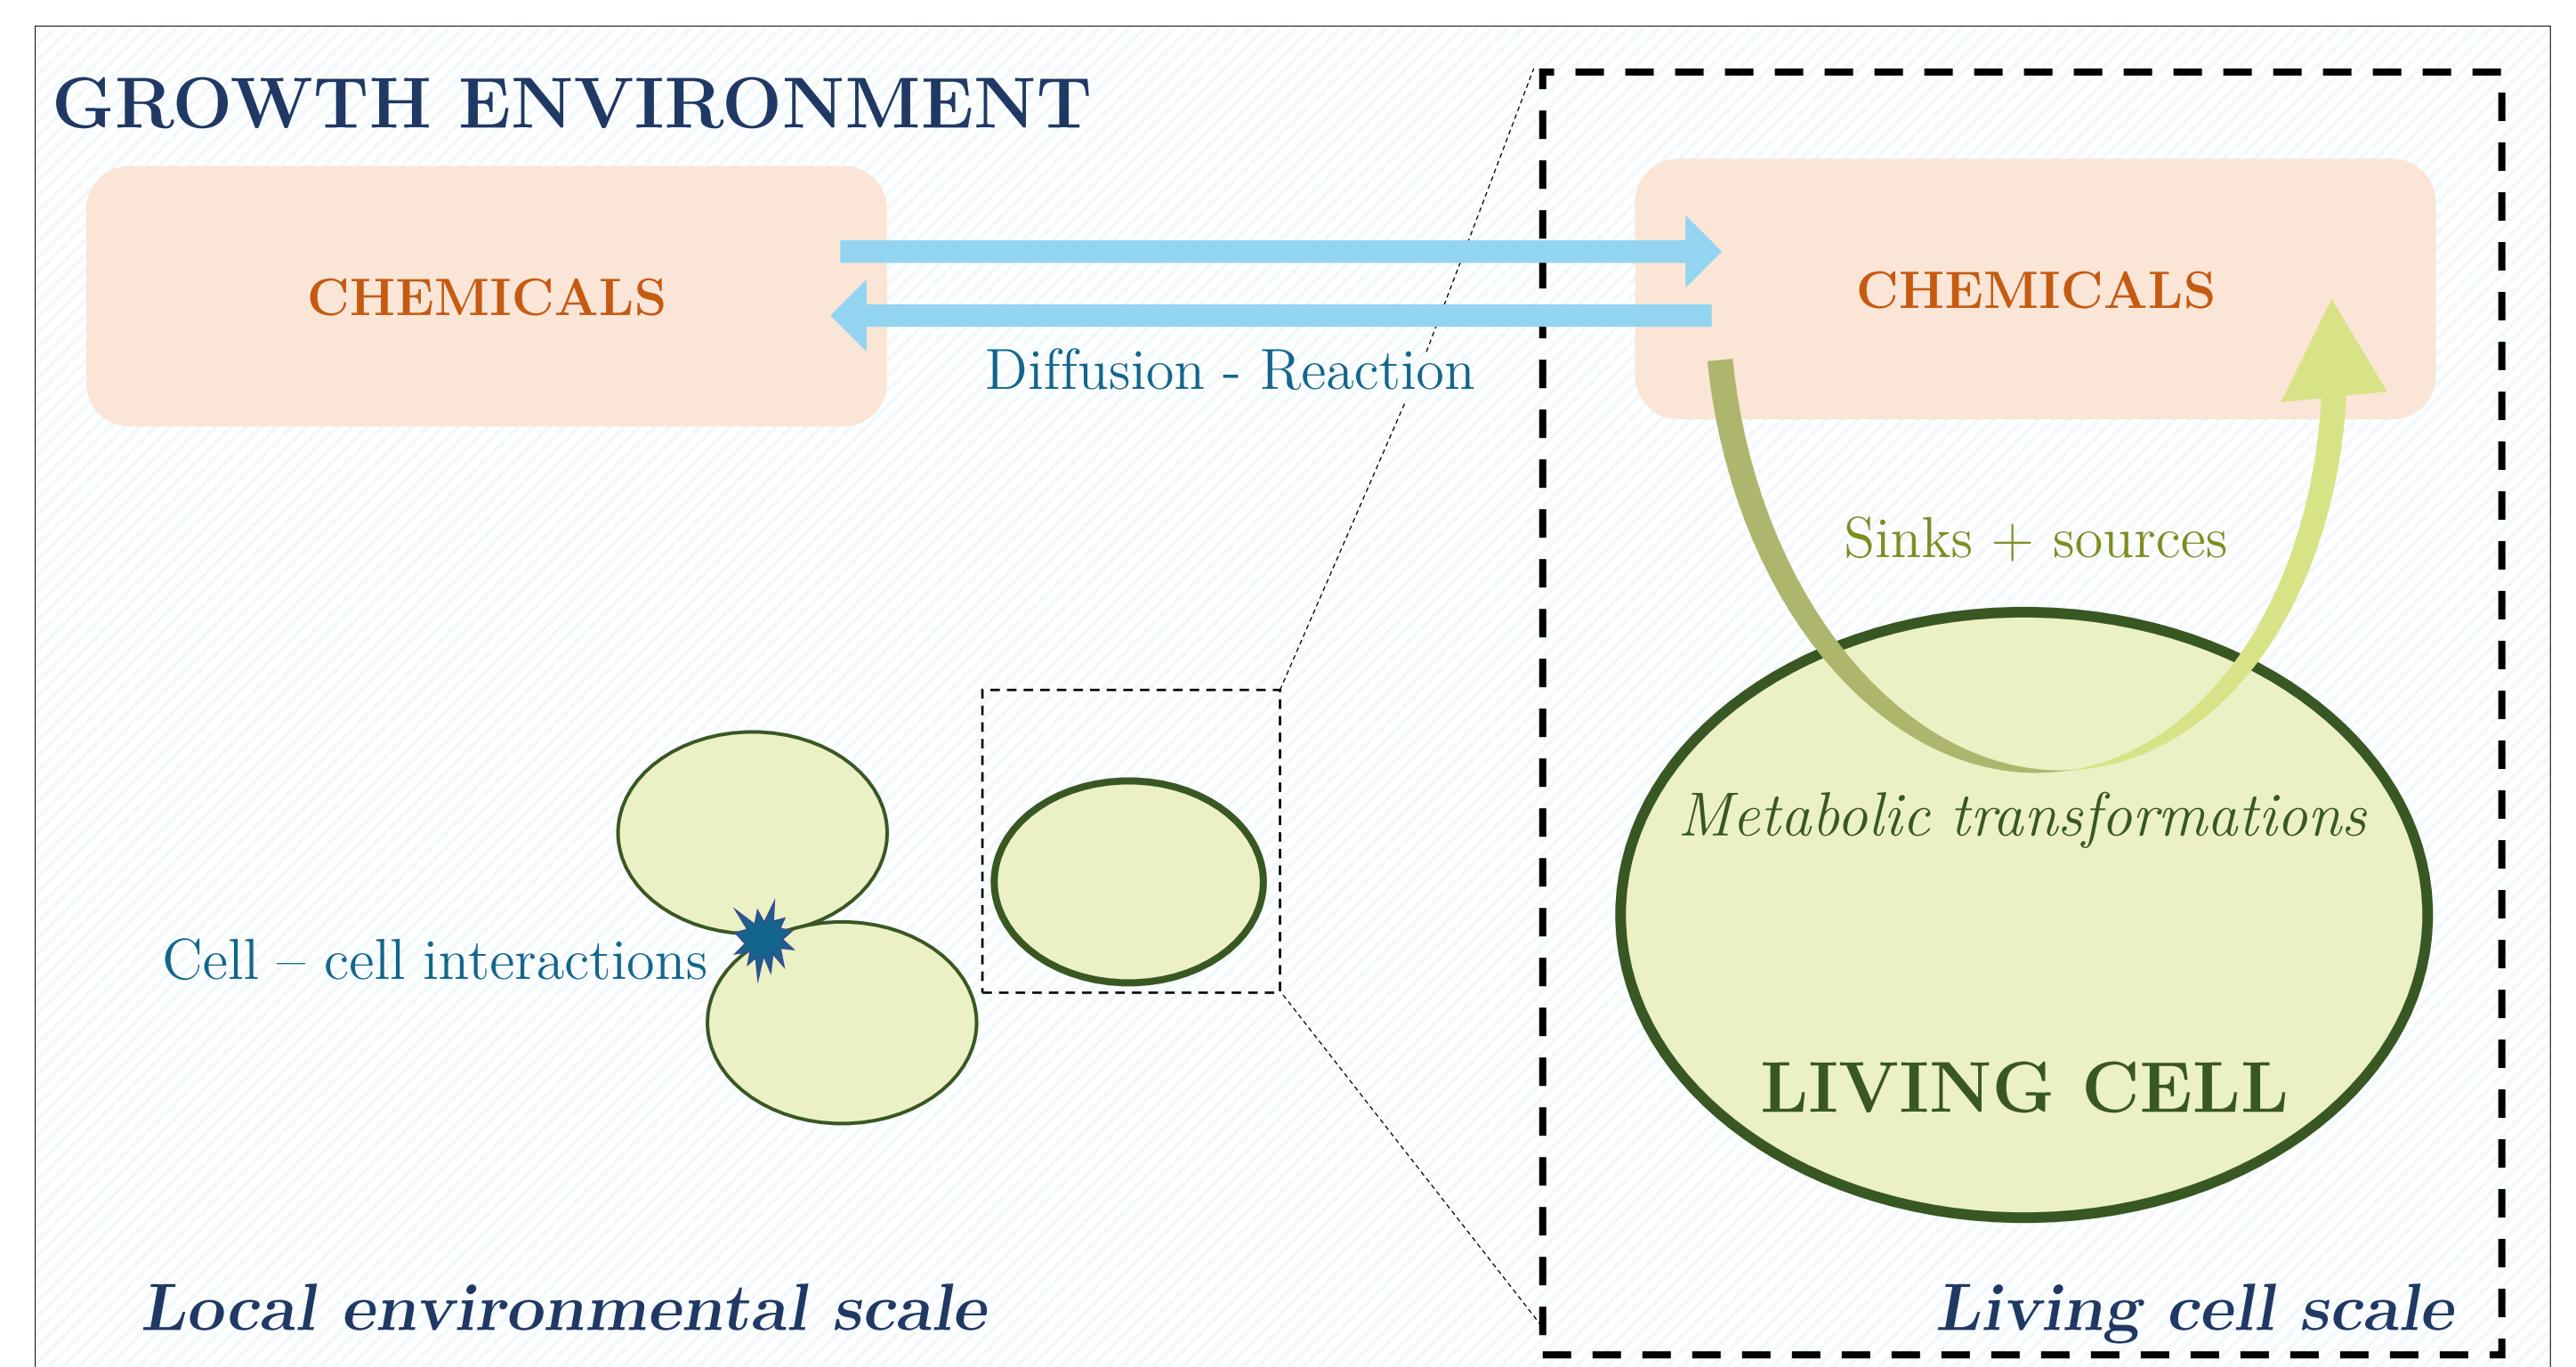 GROWTH ENVIRONMENT
CHEMICALS
CHEMICALS
Diffusion - Reaction
Sinks + sources
Metabolic transformations
Cell – cell interactions
LIVING CELL
Local environmental scale
Living cell scale